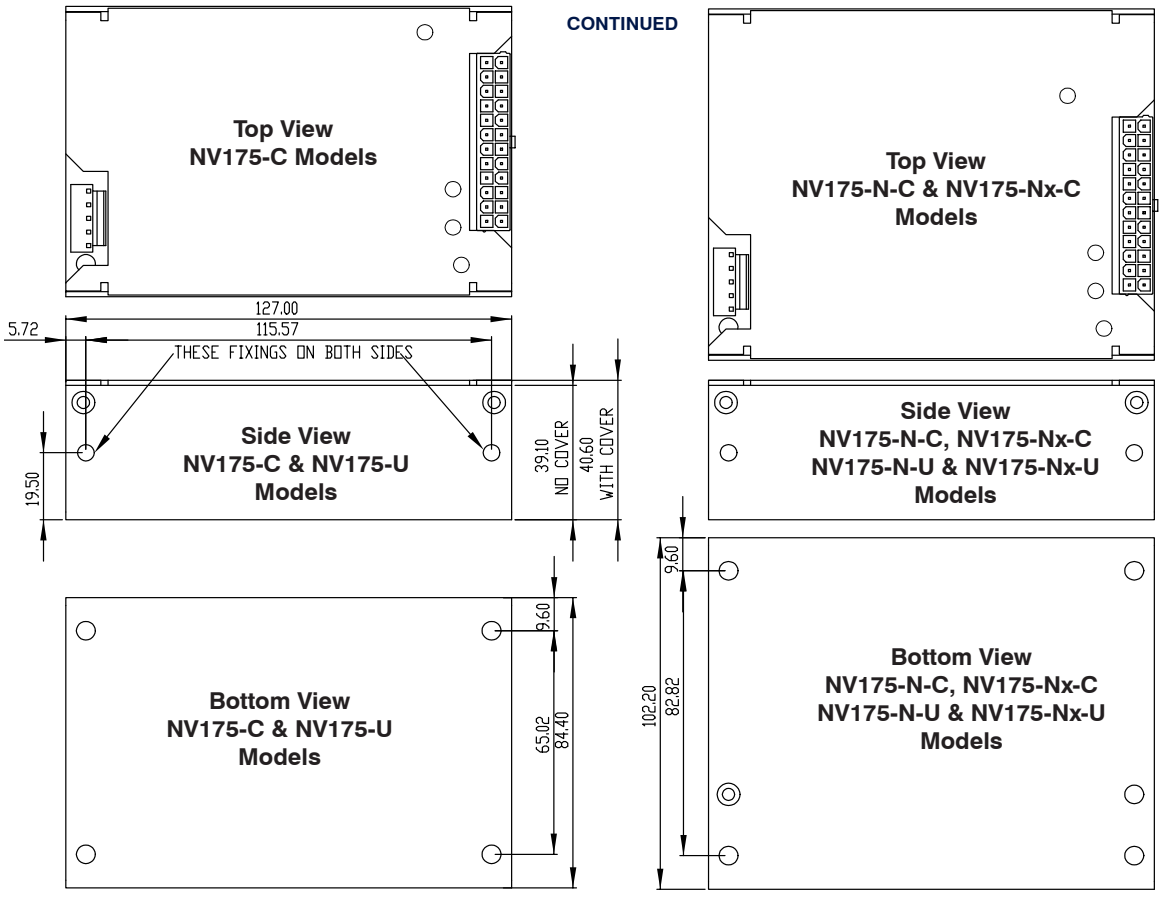 CONTINUED
Top View
NV175-C Models
Top View
NV175-N-C & NV175-Nx-C
Models
127.00
5.72
115.57
THESE FIXINGS ON BOTH SIDES
Side View
NV175-C & NV175-U
Models
19.50
39.10
NO COVER
40.60
WITH COVER
Side View
NV175-N-C, NV175-Nx-C
NV175-N-U & NV175-Nx-U
Models
9.60
65.02
84.40
Bottom View
NV175-C & NV175-U
Models
9.60
102.20
82.82
Bottom View
NV175-N-C, NV175-Nx-C
NV175-N-U & NV175-Nx-U
Models